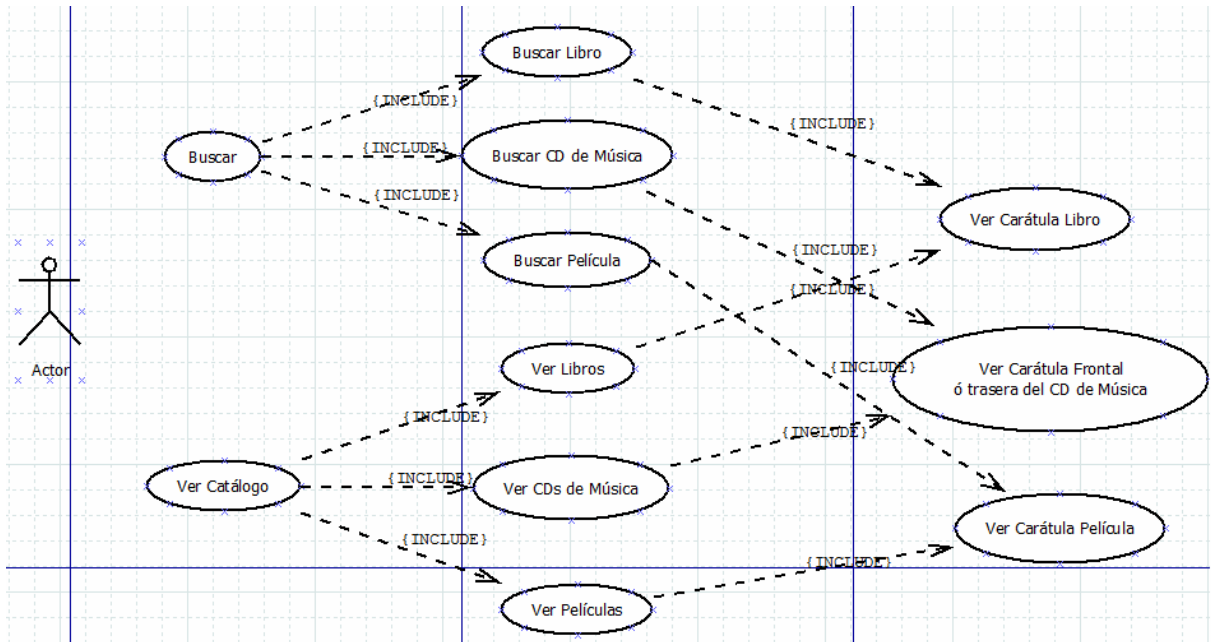 Buscar Libro
{INCLUDE}
{INCLUDE}
Buscar
{INCLUDE}
Buscar CD de Música
{INCLUDE}
Ver Carátula Libro
{INCLUDE}
Buscar Película
{INCLUDE}
Actor
Ver Libros
{INCLUDE}
Ver Carátula Frontal
ó trasera del CD de Música
{INCLUDE}
{INCLUDE}
Ver Catálogo
{INCLUDE}
Ver CDs de Música
{INCLUDE}
Ver Carátula Película
{INCLUDE}
Ver Películas